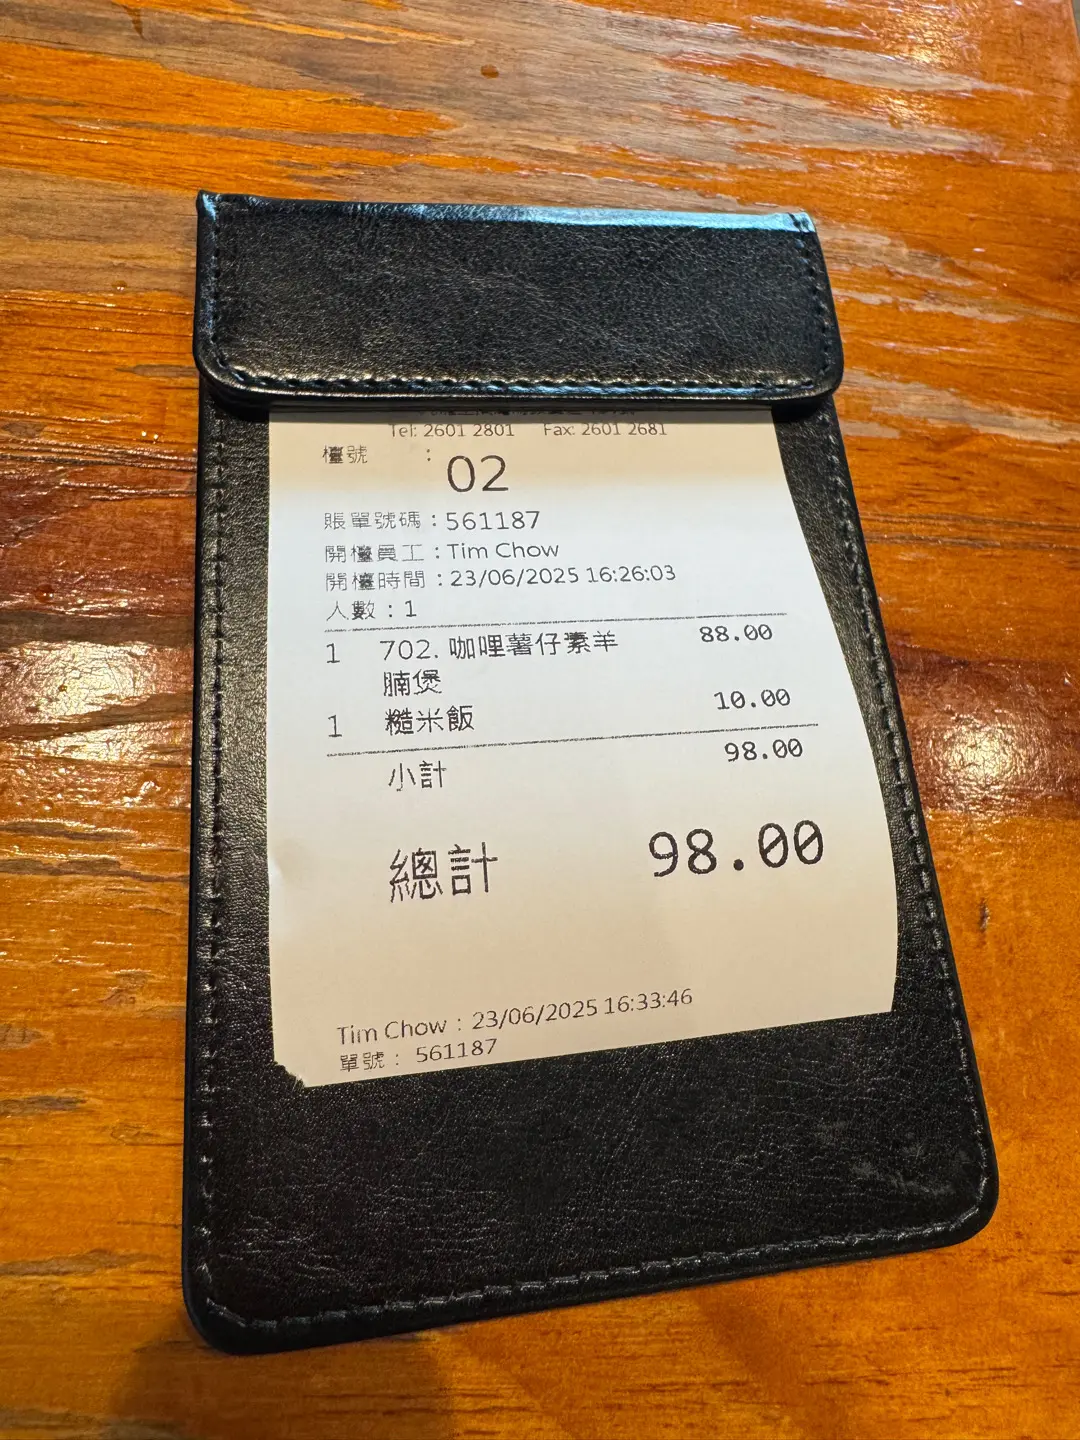 Tel: 2601 2801 Fax: 2601 2681
檯號 :
02
賬單號碼 : 561187
開檯員工 : Tim Chow
開檯時間 : 23/06/2025 16:26:03
人數 : 1
1 702. 咖哩薯仔素羊 88.00
腩煲
1 糙米飯 10.00
小計 98.00
總計 98.00
Tim Chow : 23/06/2025 16:33:46
單號 : 561187